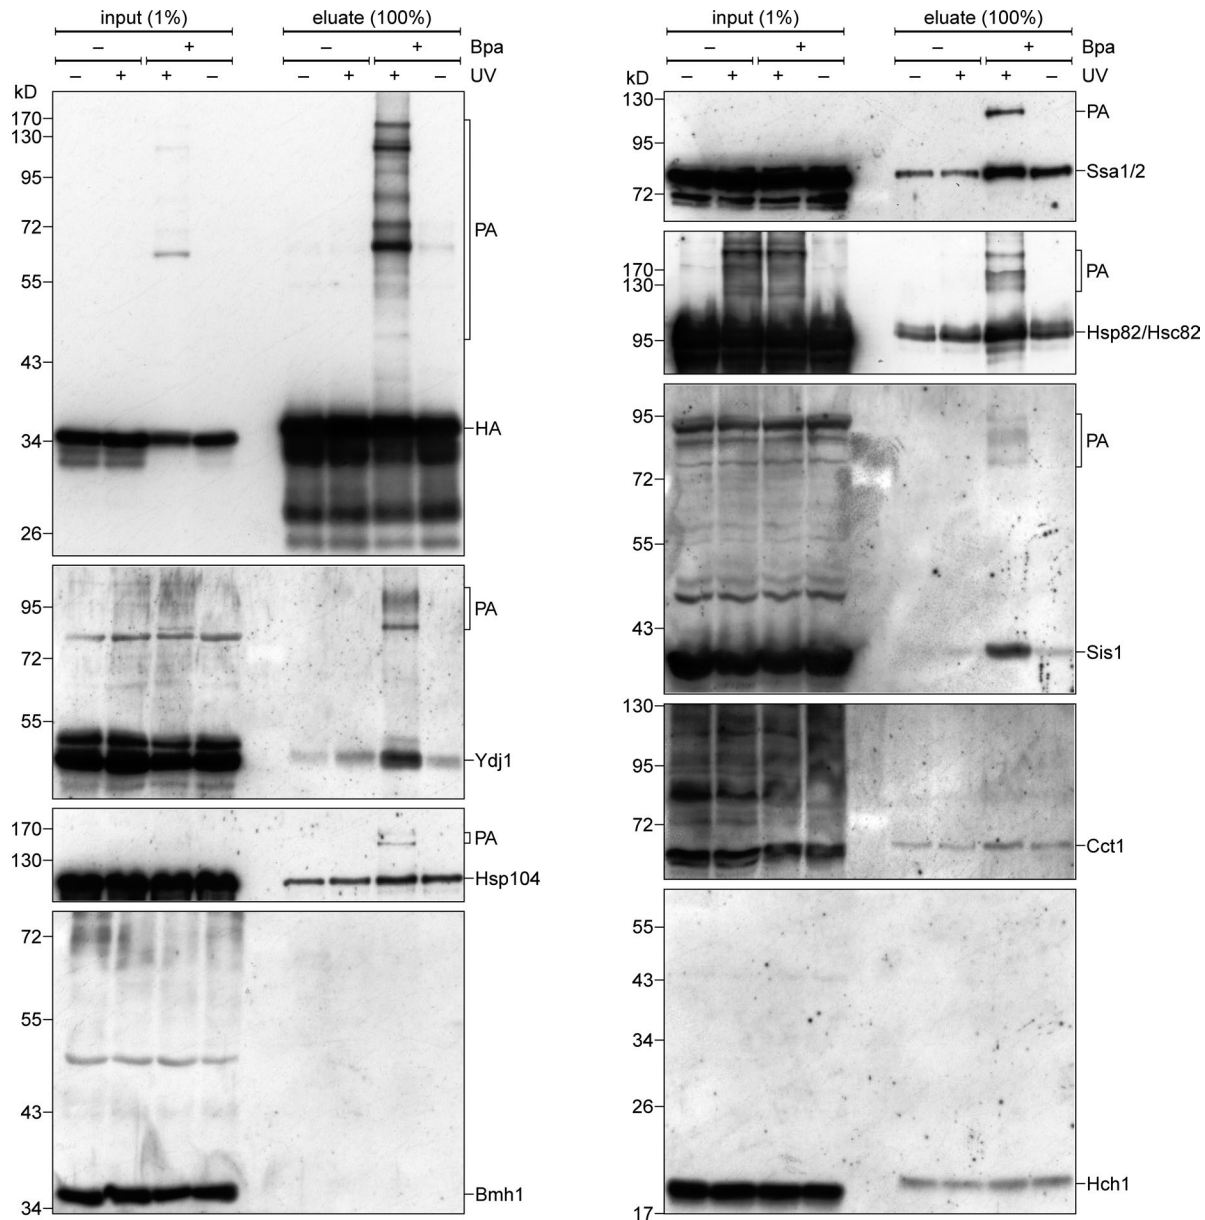 input (1%) eluate (100%)
– + – + Bpa
– + + – – + + – UV
kD
170
130
95
72
55
43
34
26
PA
HA
95
72
55
PA
Ydj1
170
130
PA
Hsp104
72
55
43
34
Bmh1
input (1%) eluate (100%)
– + – + Bpa
– + + – – + + – UV
kD
130
95
72
PA
Ssa1/2
170
130
95
PA
Hsp82/Hsc82
95
72
55
43
PA
Sis1
130
95
72
Cct1
55
43
34
26
17
Hch1